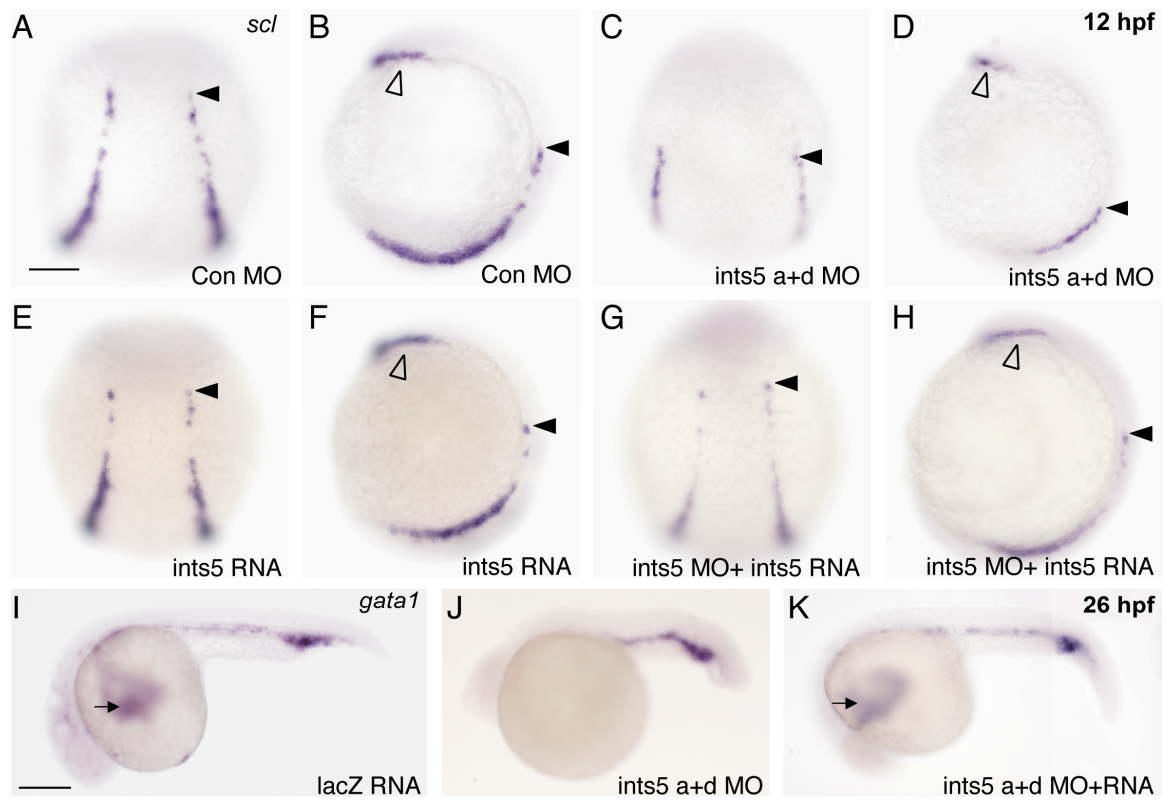 A scl Con MO
B Con MO
C ints5 a+d MO
D 12 hpf ints5 a+d MO
E ints5 RNA
F ints5 RNA
G ints5 MO+ ints5 RNA
H ints5 MO+ ints5 RNA
I gata1 lacZ RNA
J ints5 a+d MO
K 26 hpf ints5 a+d MO+RNA